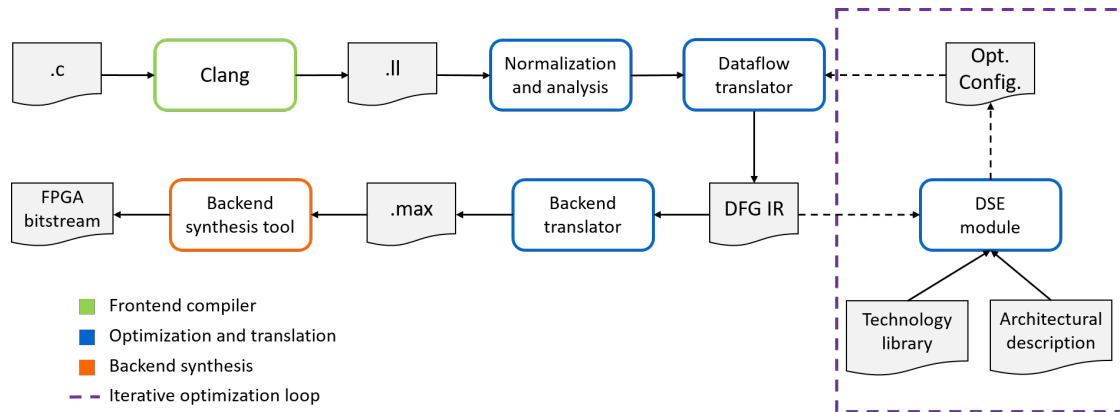 .c
Clang
.ll
Normalization
and analysis
Dataflow
translator
Opt.
Config.
FPGA
bitstream
Backend
synthesis tool
.max
Backend
translator
DFG IR
DSE
module
Technology
library
Architectural
description
Frontend compiler
Optimization and translation
Backend synthesis
Iterative optimization loop